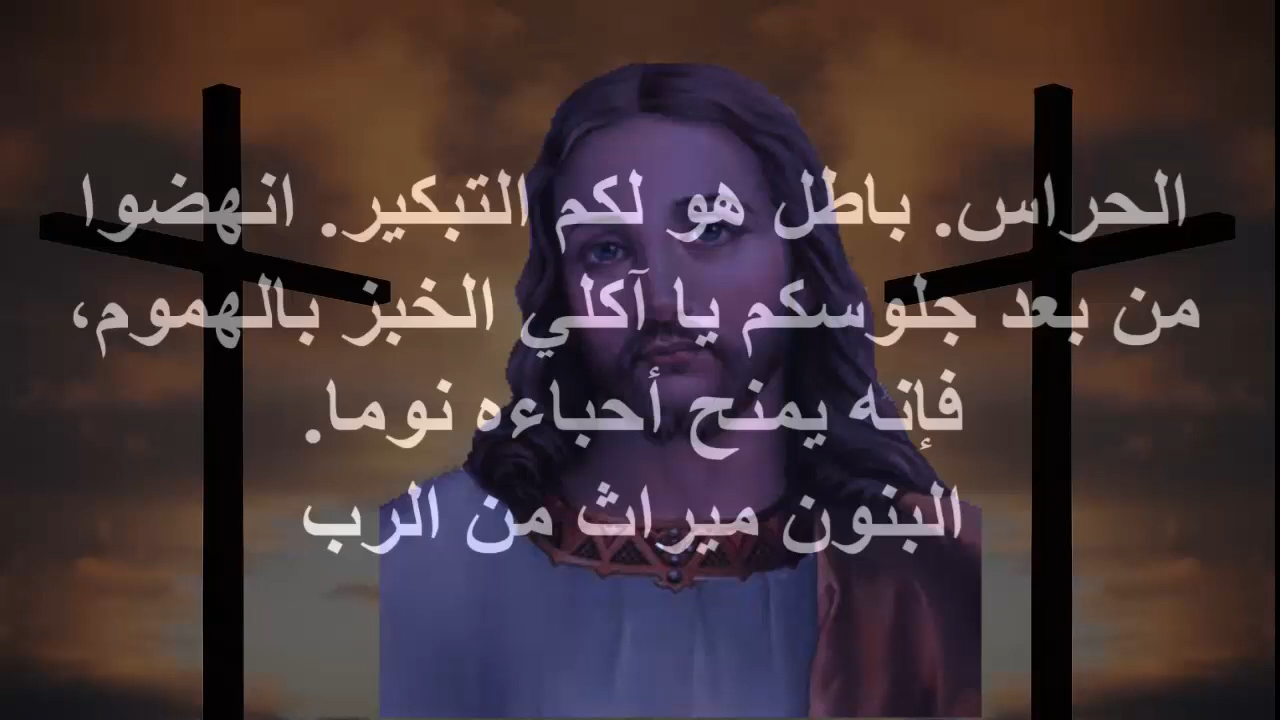 الحراس. باطل هو لكم التبكير. انهضوا
من بعد جلوسكم يا آكلي الخبز بالهموم،
فإنه يمنح أحباءه نوما.
البنون ميراث من الرب